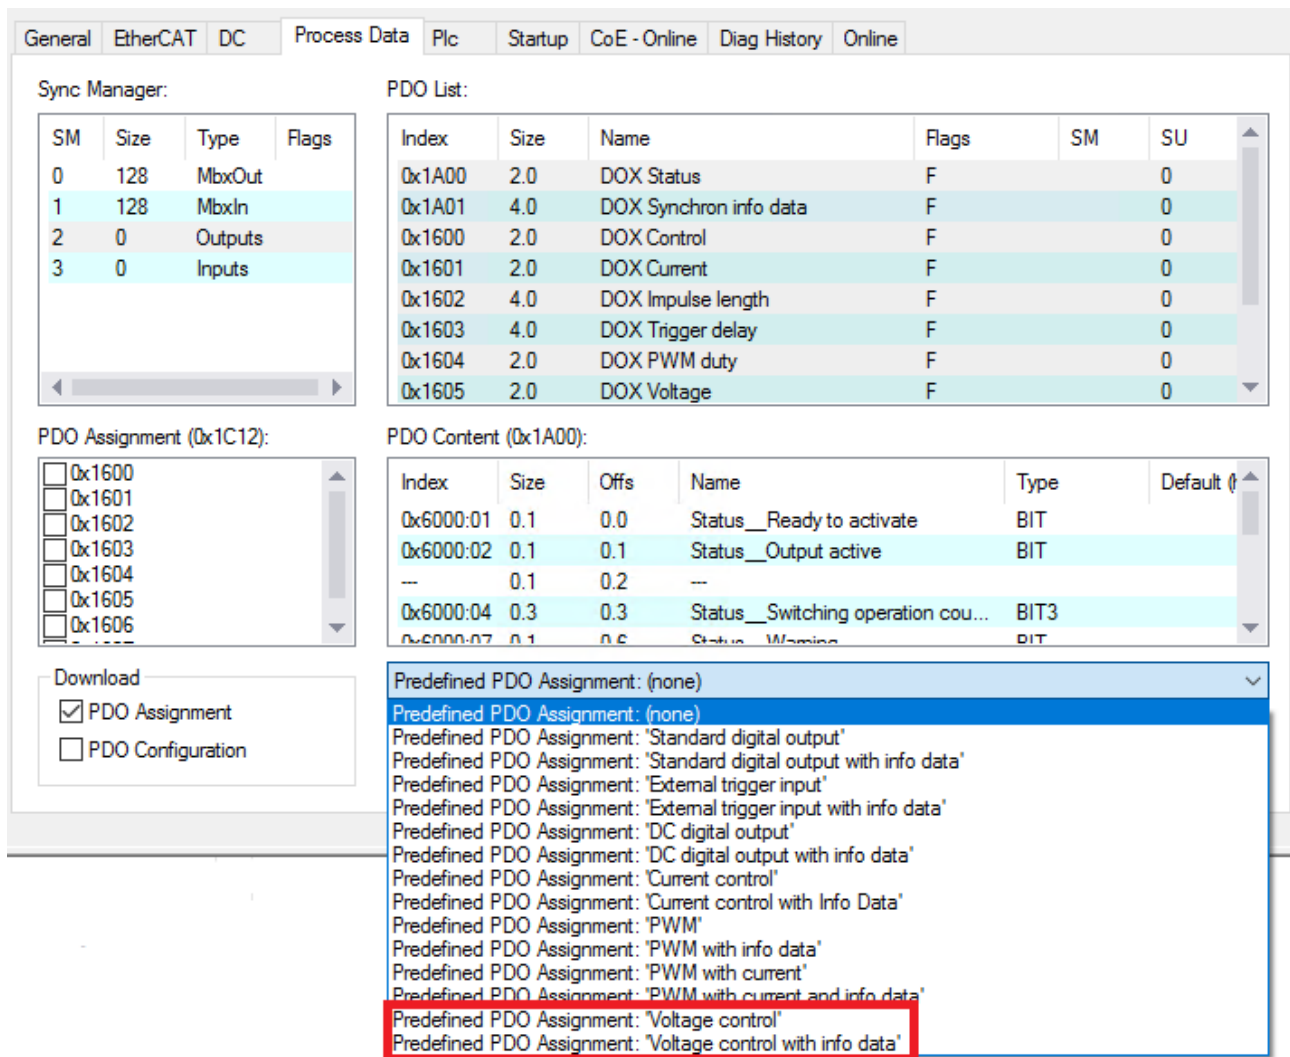 General EtherCAT DC Process Data Plc Startup CoE - Online Diag History Online
Sync Manager:
SM Size Type Flags
0 128 MbxOut
1 128 MbxIn
2 0 Outputs
3 0 Inputs
PDO List:
Index Size Name Flags SM SU
0x1A00 2.0 DOX Status F 0
0x1A01 4.0 DOX Synchron info data F 0
0x1600 2.0 DOX Control F 0
0x1601 2.0 DOX Current F 0
0x1602 4.0 DOX Impulse length F 0
0x1603 4.0 DOX Trigger delay F 0
0x1604 2.0 DOX PWM duty F 0
0x1605 2.0 DOX Voltage F 0
PDO Assignment (0x1C12):
0x1600
0x1601
0x1602
0x1603
0x1604
0x1605
0x1606
PDO Content (0x1A00):
Index Size Offs Name Type Default (
0x6000:01 0.1 0.0 Status__Ready to activate BIT
0x6000:02 0.1 0.1 Status__Output active BIT
--- 0.1 0.2 ---
0x6000:04 0.3 0.3 Status__Switching operation cou... BIT3
0x6000:07 0.1 0.6 Status__Warning BIT
Download
PDO Assignment
PDO Configuration
Predefined PDO Assignment: (none)
Predefined PDO Assignment: (none)
Predefined PDO Assignment: 'Standard digital output'
Predefined PDO Assignment: 'Standard digital output with info data'
Predefined PDO Assignment: 'External trigger input'
Predefined PDO Assignment: 'External trigger input with info data'
Predefined PDO Assignment: 'DC digital output'
Predefined PDO Assignment: 'DC digital output with info data'
Predefined PDO Assignment: 'Current control'
Predefined PDO Assignment: 'Current control with Info Data'
Predefined PDO Assignment: 'PWM'
Predefined PDO Assignment: 'PWM with info data'
Predefined PDO Assignment: 'PWM with current'
Predefined PDO Assignment: 'PWM with current and info data'
Predefined PDO Assignment: 'Voltage control'
Predefined PDO Assignment: 'Voltage control with info data'